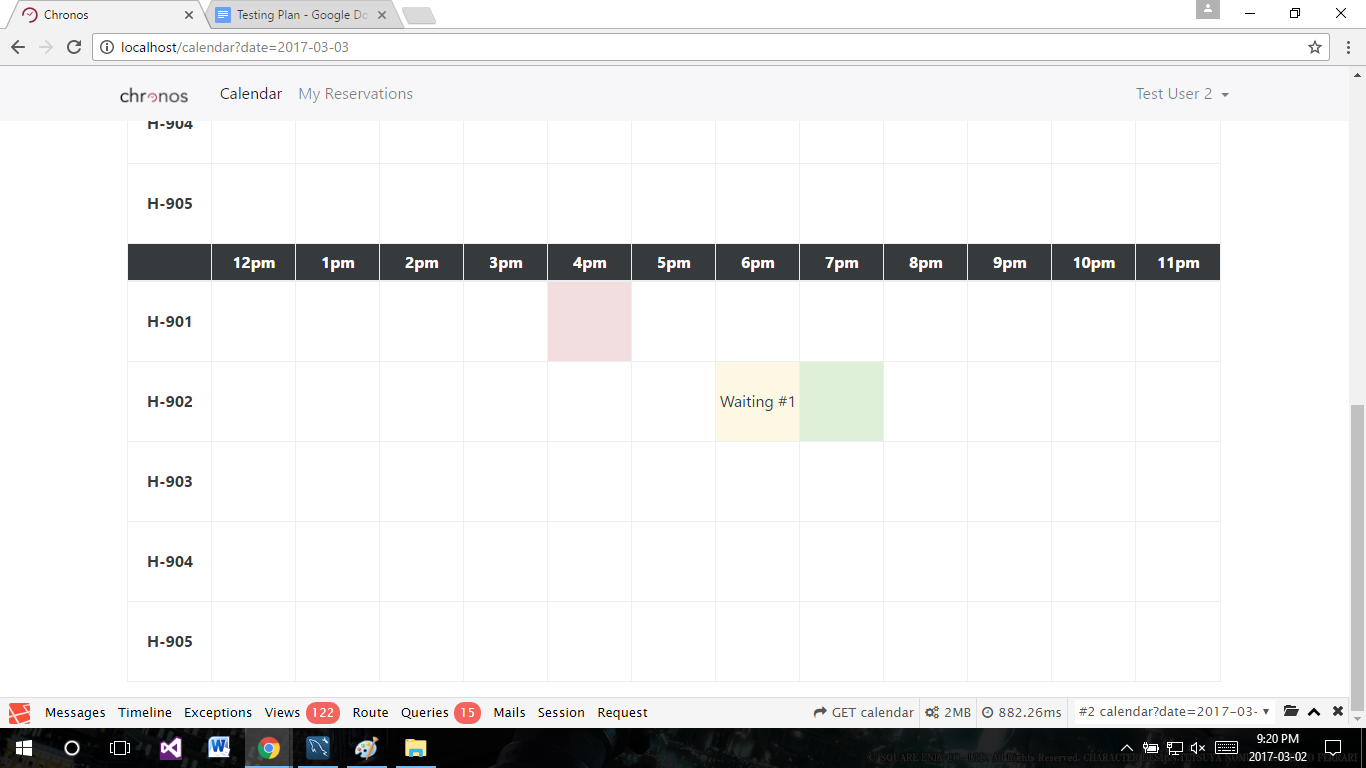 Chronos
Testing Plan - Google Do
localhost/calendar?date=2017-03-03
chronos Calendar My Reservations Test User 2
H-904
H-905
12pm 1pm 2pm 3pm 4pm 5pm 6pm 7pm 8pm 9pm 10pm 11pm
H-901
H-902 Waiting #1
H-903
H-904
H-905
Messages Timeline Exceptions Views 122 Route Queries 15 Mails Session Request GET calendar 2MB 882.26ms #2 calendar?date=2017-03-
9:20 PM
2017-03-02